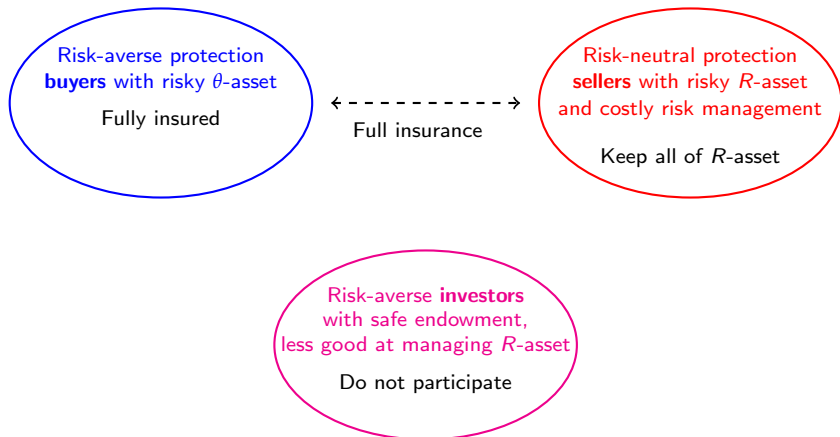 Risk-averse protection
buyers with risky θ-asset
Fully insured
Full insurance
Risk-neutral protection
sellers with risky R-asset
and costly risk management
Keep all of R-asset
Risk-averse investors
with safe endowment,
less good at managing R-asset
Do not participate